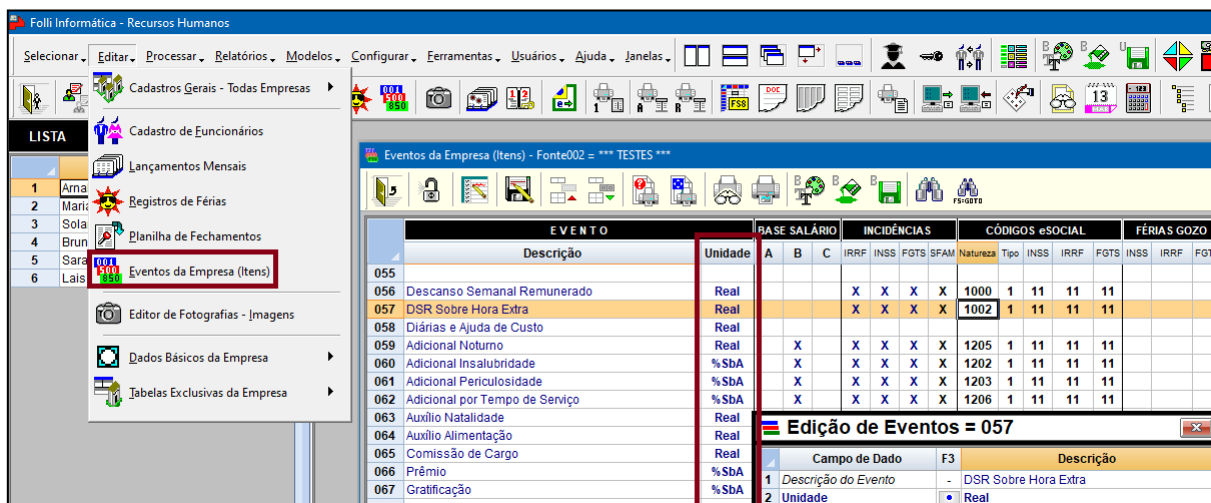 Folli Informática - Recursos Humanos
Selecionar Editar Processar Relatórios Modelos Configurar Ferramentas Usuários Ajuda Janelas
Cadastros Gerais - Todas Empresas
Cadastro de Funcionários
Lançamentos Mensais
Registros de Férias
Planilha de Fechamentos
Eventos da Empresa (Itens)
Editor de Fotografias - Imagens
Dados Básicos da Empresa
Tabelas Exclusivas da Empresa
LISTA
1 Arna
2 Maria
3 Sola
4 Brun
5 Sara
6 Lais
Eventos da Empresa (Itens) - Fonte002 = *** TESTES ***
EVENTO BASE SALÁRIO INCIDÊNCIAS CÓDIGOS eSOCIAL FÉRIAS GOZO
Descrição Unidade A B C IRRF INSS FGTS SFAM Natureza Tipo INSS IRRF FGTS INSS IRRF FGT
055
056 Descanso Semanal Remunerado Real X X X X 1000 1 11 11 11
057 DSR Sobre Hora Extra Real X X X X 1002 1 11 11 11
058 Diárias e Ajuda de Custo Real
059 Adicional Noturno Real X X X X X 1205 1 11 11 11
060 Adicional Insalubridade %SbA X X X X X 1202 1 11 11 11
061 Adicional Periculosidade %SbA X X X X X 1203 1 11 11 11
062 Adicional por Tempo de Serviço %SbA X X X X X 1206 1 11 11 11
063 Auxílio Natalidade Real
064 Auxílio Alimentação Real
065 Comissão de Cargo Real
066 Prêmio %SbA
067 Gratificação %SbA
Edição de Eventos = 057
Campo de Dado F3 Descrição
1 Descrição do Evento - DSR Sobre Hora Extra
2 Unidade • Real